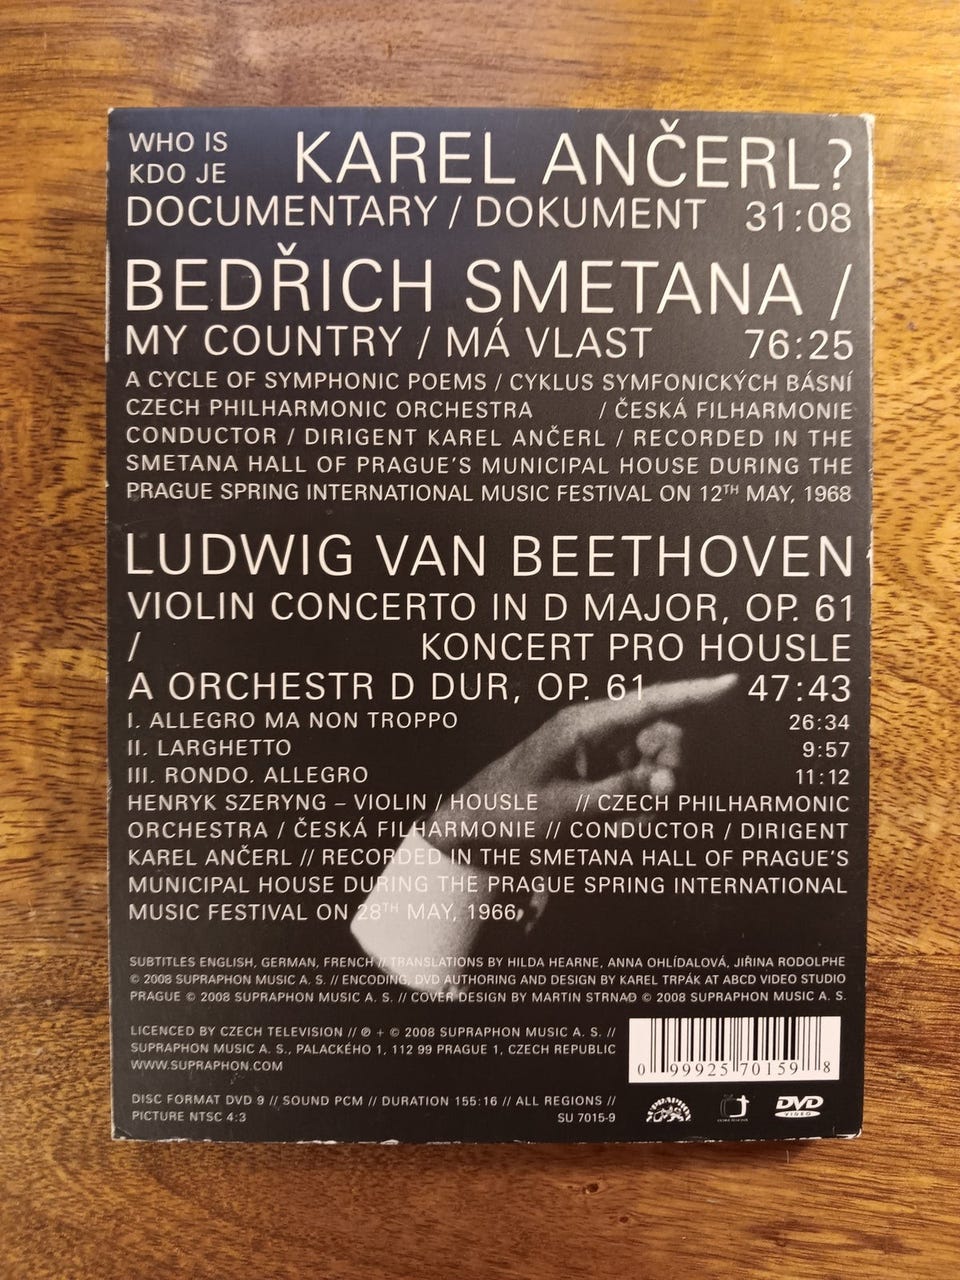 WHO IS KAREL ANČERL?
KDO JE
DOCUMENTARY / DOKUMENT 31:08
BEDŘICH SMETANA /
MY COUNTRY / MÁ VLAST 76:25
A CYCLE OF SYMPHONIC POEMS / CYKLUS SYMFONICKÝCH BÁSNÍ
CZECH PHILHARMONIC ORCHESTRA / ČESKÁ FILHARMONIE
CONDUCTOR / DIRIGENT KAREL ANČERL / RECORDED IN THE
SMETANA HALL OF PRAGUE'S MUNICIPAL HOUSE DURING THE
PRAGUE SPRING INTERNATIONAL MUSIC FESTIVAL ON 12TH MAY, 1968
LUDWIG VAN BEETHOVEN
VIOLIN CONCERTO IN D MAJOR, OP. 61
/ KONCERT PRO HOUSLE
A ORCHESTR D DUR, OP. 61 47:43
I. ALLEGRO MA NON TROPPO 26:34
II. LARGHETTO 9:57
III. RONDO. ALLEGRO 11:12
HENRYK SZERYNG – VIOLIN / HOUSLE // CZECH PHILHARMONIC
ORCHESTRA / ČESKÁ FILHARMONIE // CONDUCTOR / DIRIGENT
KAREL ANČERL // RECORDED IN THE SMETANA HALL OF PRAGUE'S
MUNICIPAL HOUSE DURING THE PRAGUE SPRING INTERNATIONAL
MUSIC FESTIVAL ON 28TH MAY, 1966
SUBTITLES ENGLISH, GERMAN, FRENCH // TRANSLATIONS BY HILDA HEARNE, ANNA OHLÍDALOVÁ, JIŘINA RODOLPHE
© 2008 SUPRAPHON MUSIC A. S. // ENCODING, DVD AUTHORING AND DESIGN BY KAREL TRPÁK AT ABCD VIDEO STUDIO
PRAGUE © 2008 SUPRAPHON MUSIC A. S. // COVER DESIGN BY MARTIN STRNAD © 2008 SUPRAPHON MUSIC A. S.
LICENCED BY CZECH TELEVISION // ℗ + © 2008 SUPRAPHON MUSIC A. S. //
SUPRAPHON MUSIC A. S., PALACKÉHO 1, 112 99 PRAGUE 1, CZECH REPUBLIC
WWW.SUPRAPHON.COM
0 99925 70159 8
DISC FORMAT DVD 9 // SOUND PCM // DURATION 155:16 // ALL REGIONS //
PICTURE NTSC 4:3 SU 7015-9
SUPRAPHON
DVD
VIDEO